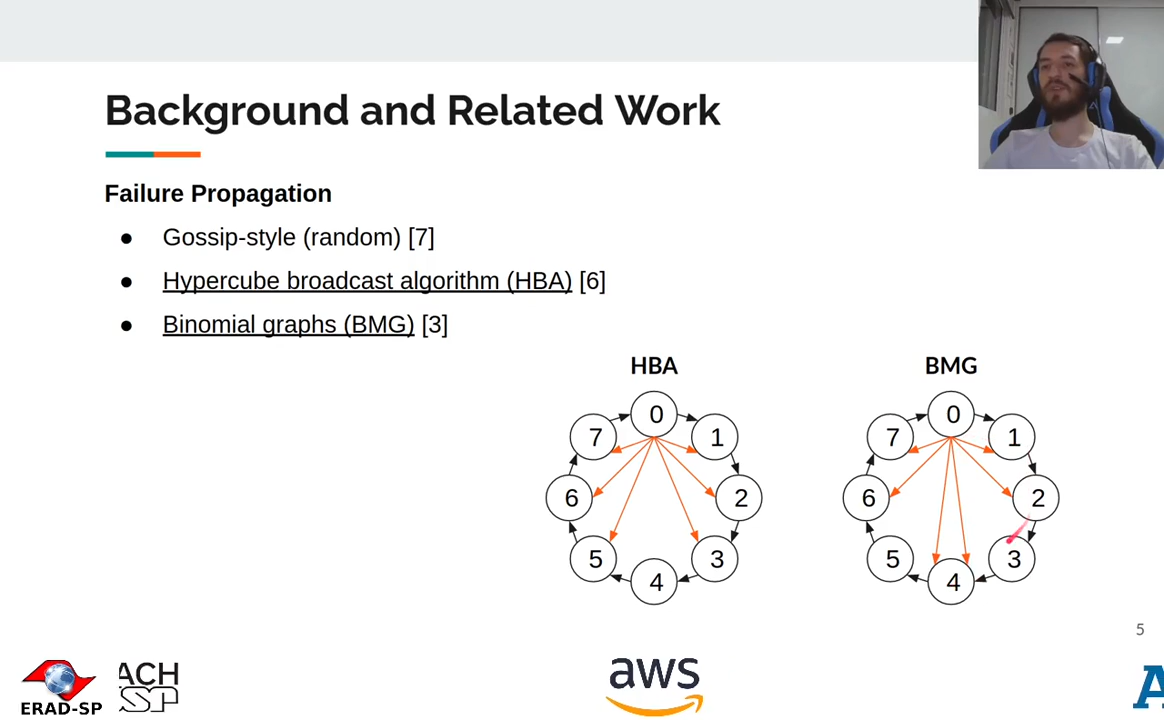 Background and Related Work
Failure Propagation
● Gossip-style (random) [7]
● Hypercube broadcast algorithm (HBA) [6]
● Binomial graphs (BMG) [3]
HBA
0
7
1
6
2
5
3
4
BMG
0
7
1
6
2
5
3
4
5
ERAD-SP
ACH
SSP
aws
A